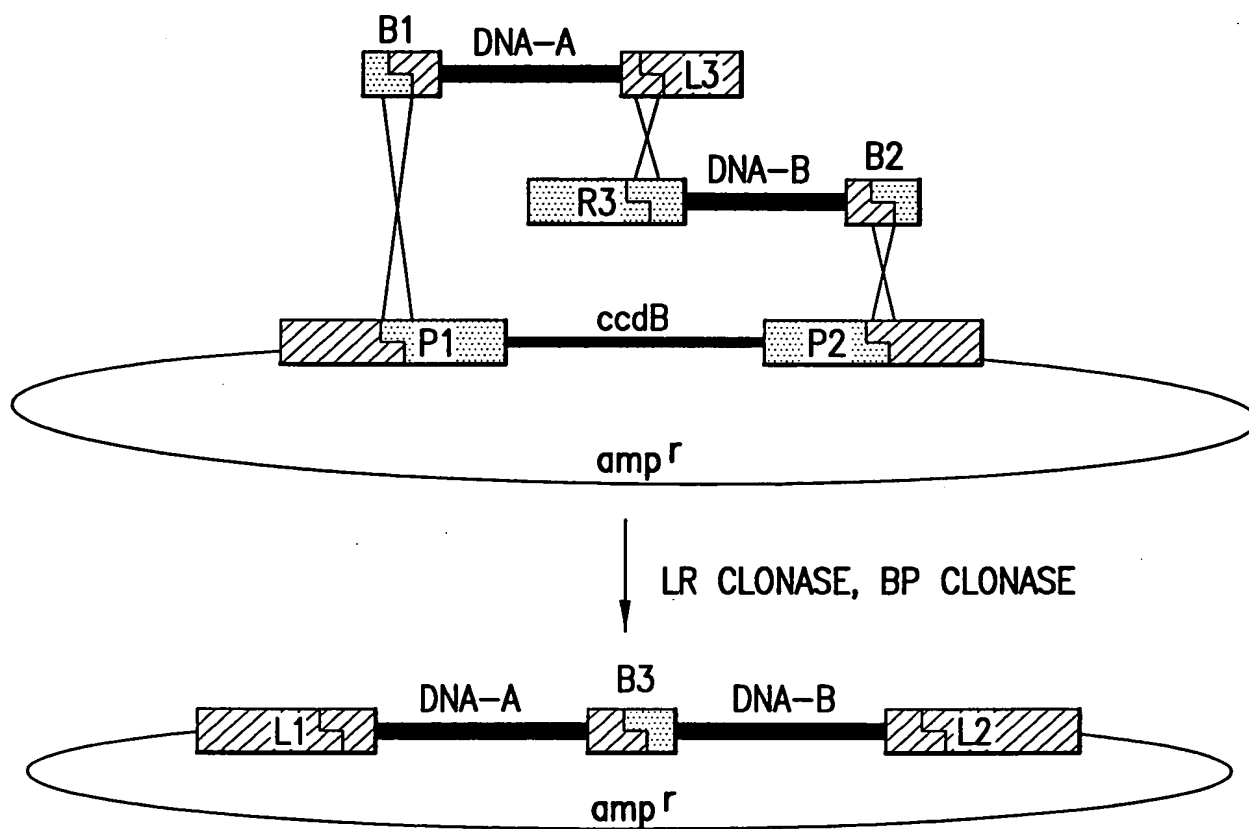 B1
DNA-A
L3
R3
DNA-B
B2
P1
ccdB
P2
amp^r
LR CLONASE, BP CLONASE
L1
DNA-A
B3
DNA-B
L2
amp^r